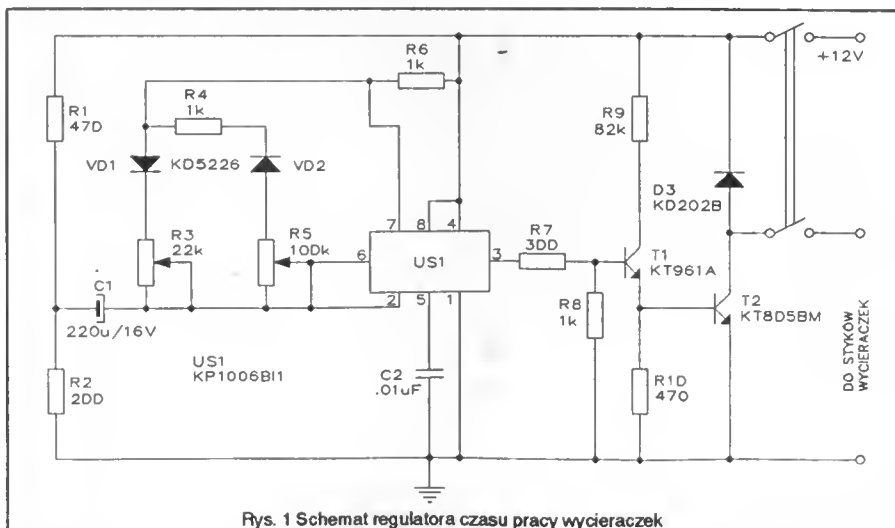 R1
47D
R4
1k
R6
1k
VD1
KD5226
VD2
R3
22k
R5
10Dk
C1
220u/16V
R2
2DD
US1
KP1006BI1
7
8
4
6
US1
3
2
5
1
C2
.01uF
R7
3DD
R8
1k
R9
82k
T1
KT961A
R1D
470
D3
KD202B
T2
KT8D5BM
+12V
DO STYKÓW
WYCIERACZEK
Rys. 1 Schemat regulatora czasu pracy wycieraczek